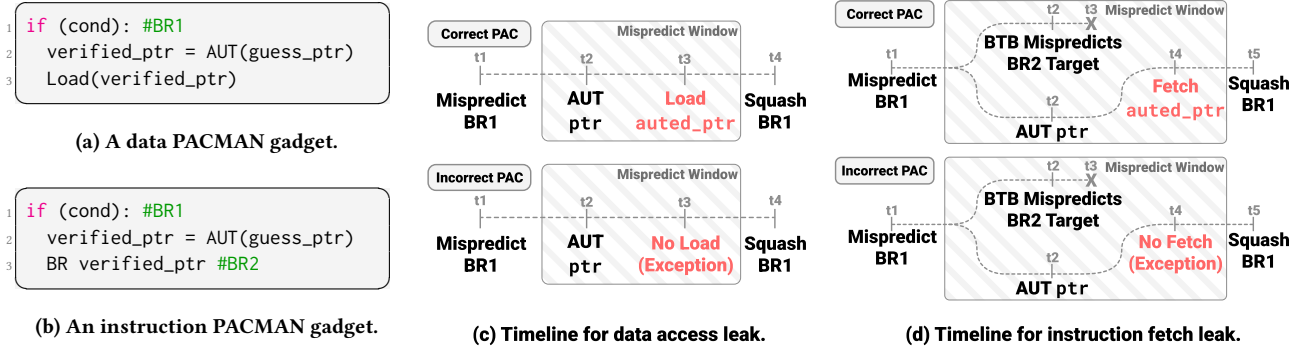 1 if (cond): #BR1
2 verified_ptr = AUT(guess_ptr)
3 Load(verified_ptr)
(a) A data PACMAN gadget.
1 if (cond): #BR1
2 verified_ptr = AUT(guess_ptr)
3 BR verified_ptr #BR2
(b) An instruction PACMAN gadget.
Correct PAC
Mispredict Window
t1 t2 t3 t4
Mispredict AUT Load Squash
BR1 ptr auted_ptr BR1
Incorrect PAC
Mispredict Window
t1 t2 t3 t4
Mispredict AUT No Load Squash
BR1 ptr (Exception) BR1
(c) Timeline for data access leak.
Correct PAC
t2 t3 Mispredict Window
BTB Mispredicts
BR2 Target
t1 t4 t5
Mispredict Fetch Squash
BR1 t2 auted_ptr BR1
AUT ptr
Incorrect PAC
t2 t3 Mispredict Window
X
BTB Mispredicts
BR2 Target
t1 t4 t5
Mispredict No Fetch Squash
BR1 t2 (Exception) BR1
AUT ptr
(d) Timeline for instruction fetch leak.